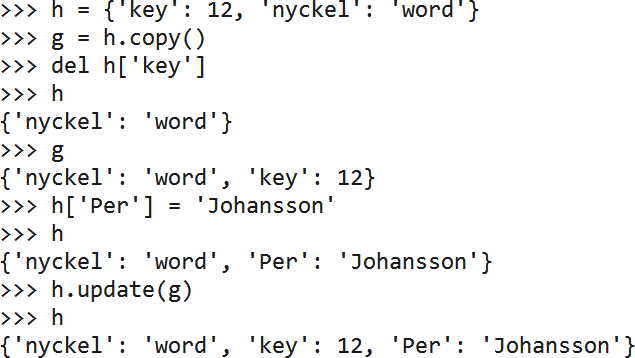 >>> h = {'key': 12, 'nyckel': 'word'}
>>> g = h.copy()
>>> del h['key']
>>> h
{'nyckel': 'word'}
>>> g
{'nyckel': 'word', 'key': 12}
>>> h['Per'] = 'Johansson'
>>> h
{'nyckel': 'word', 'Per': 'Johansson'}
>>> h.update(g)
>>> h
{'nyckel': 'word', 'key': 12, 'Per': 'Johansson'}